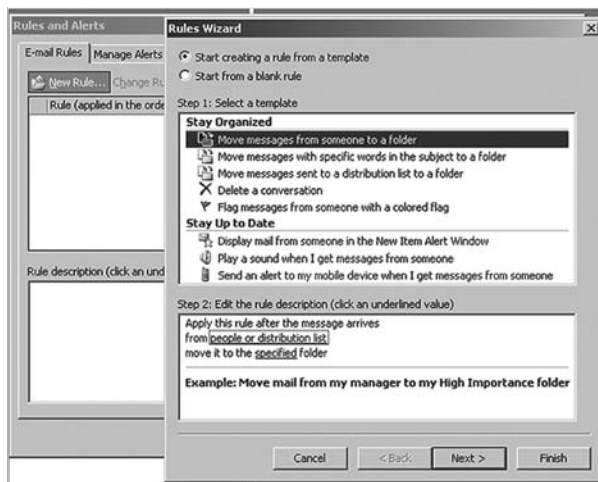 Rules and Alerts
E-mail Rules
Manage Alerts
New Rule...
Change Ru
Rule (applied in the orde
Rule description (click an und
Rules Wizard
Start creating a rule from a template
Start from a blank rule
Step 1: Select a template
Stay Organized
Move messages from someone to a folder
Move messages with specific words in the subject to a folder
Move messages sent to a distribution list to a folder
Delete a conversation
Flag messages from someone with a colored flag
Stay Up to Date
Display mail from someone in the New Item Alert Window
Play a sound when I get messages from someone
Send an alert to my mobile device when I get messages from someone
Step 2: Edit the rule description (click an underlined value)
Apply this rule after the message arrives
from people or distribution list
move it to the specified folder
Example: Move mail from my manager to my High Importance folder
Cancel
< Back
Next >
Finish